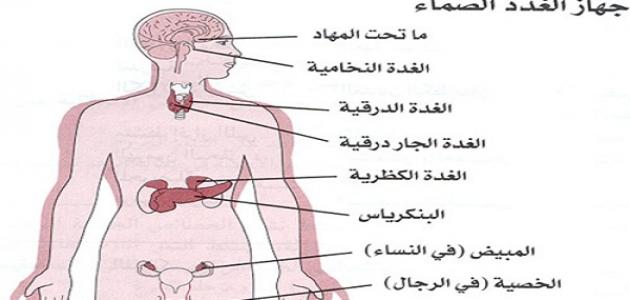 جهاز الغدد الصماء
ما تحت المهاد
الغدة النخامية
الغدة الدرقية
الغدة الجار درقية
الغدة الكظرية
البنكرياس
المبيض (في النساء)
الخصية (في الرجال)